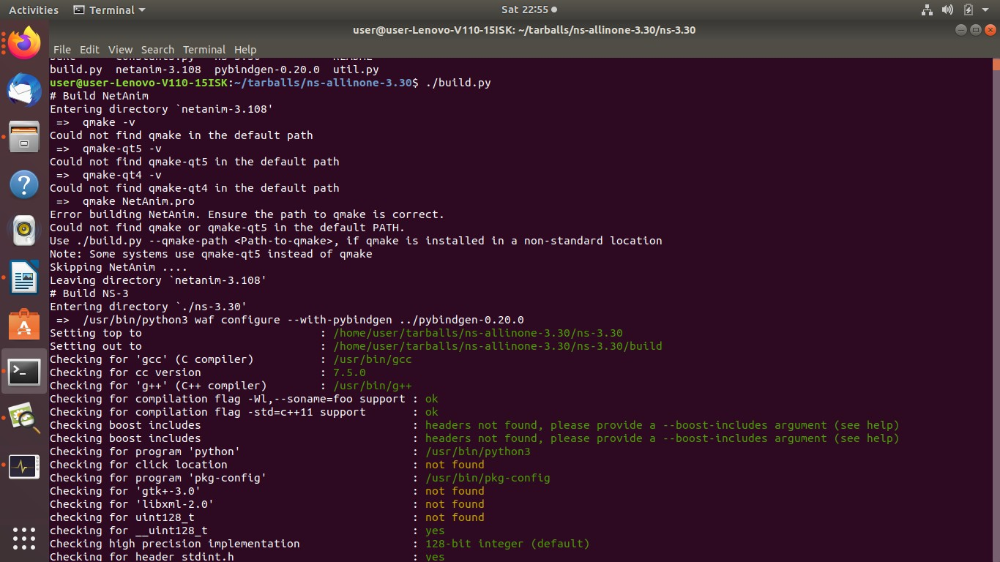 Activities Terminal Sat 22:55
user@user-Lenovo-V110-15ISK: ~/tarballs/ns-allinone-3.30/ns-3.30
File Edit View Search Terminal Help
build.py netanim-3.108 pybindgen-0.20.0 util.py
user@user-Lenovo-V110-15ISK:~/tarballs/ns-allinone-3.30$ ./build.py
# Build NetAnim
Entering directory `netanim-3.108'
 => qmake -v
Could not find qmake in the default path
 => qmake-qt5 -v
Could not find qmake-qt5 in the default path
 => qmake-qt4 -v
Could not find qmake-qt4 in the default path
 => qmake NetAnim.pro
Error building NetAnim. Ensure the path to qmake is correct.
Could not find qmake or qmake-qt5 in the default PATH.
Use ./build.py --qmake-path <Path-to-qmake>, if qmake is installed in a non-standard location
Note: Some systems use qmake-qt5 instead of qmake
Skipping NetAnim ....
Leaving directory `netanim-3.108'
# Build NS-3
Entering directory `./ns-3.30'
 => /usr/bin/python3 waf configure --with-pybindgen ../pybindgen-0.20.0
Setting top to : /home/user/tarballs/ns-allinone-3.30/ns-3.30
Setting out to : /home/user/tarballs/ns-allinone-3.30/ns-3.30/build
Checking for 'gcc' (C compiler) : /usr/bin/gcc
Checking for cc version : 7.5.0
Checking for 'g++' (C++ compiler) : /usr/bin/g++
Checking for compilation flag -Wl,--soname=foo support : ok
Checking for compilation flag -std=c++11 support : ok
Checking boost includes : headers not found, please provide a --boost-includes argument (see help)
Checking boost includes : headers not found, please provide a --boost-includes argument (see help)
Checking for program 'python' : /usr/bin/python3
Checking for click location : not found
Checking for program 'pkg-config' : /usr/bin/pkg-config
Checking for 'gtk+-3.0' : not found
Checking for 'libxml-2.0' : not found
checking for uint128_t : not found
checking for __uint128_t : yes
Checking high precision implementation : 128-bit integer (default)
Checking for header stdint.h : yes